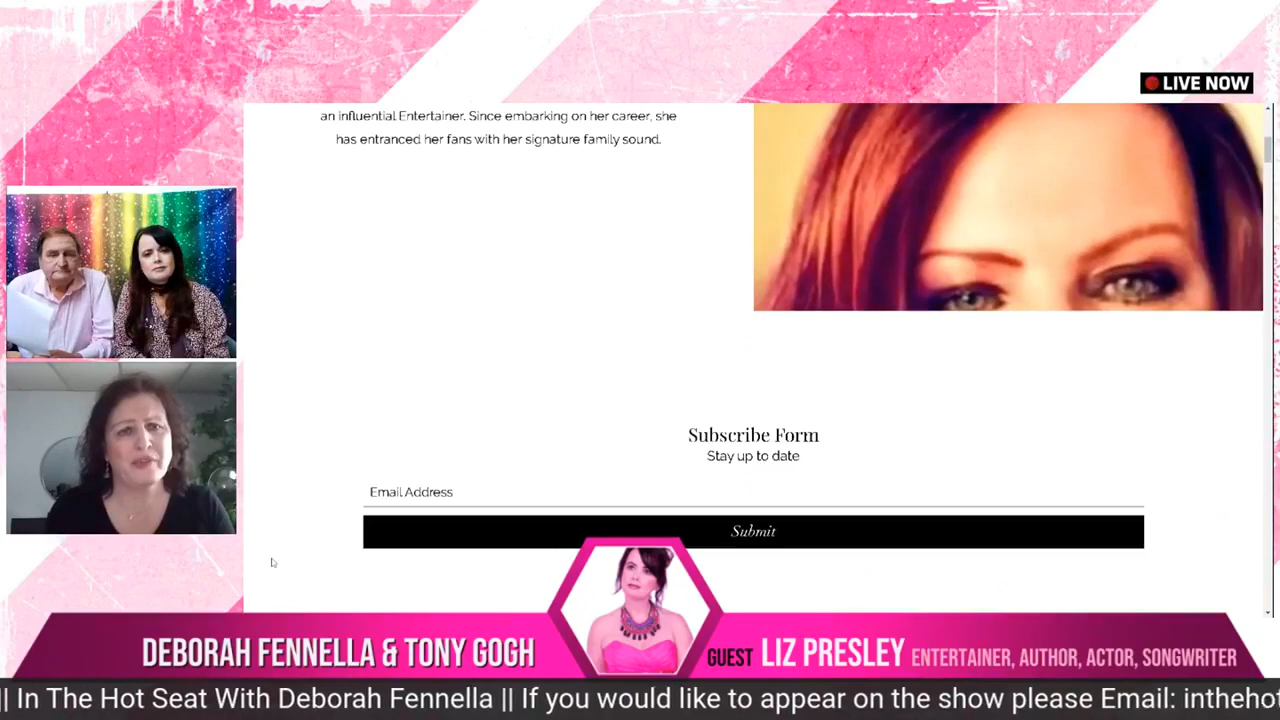 LIVE NOW
an influential Entertainer. Since embarking on her career, she
has entranced her fans with her signature family sound.
Subscribe Form
Stay up to date
Email Address
Submit
DEBORAH FENNELLA & TONY GOGH
GUEST LIZ PRESLEY ENTERTAINER, AUTHOR, ACTOR, SONGWRITER
|| In The Hot Seat With Deborah Fennella || If you would like to appear on the show please Email: intheho